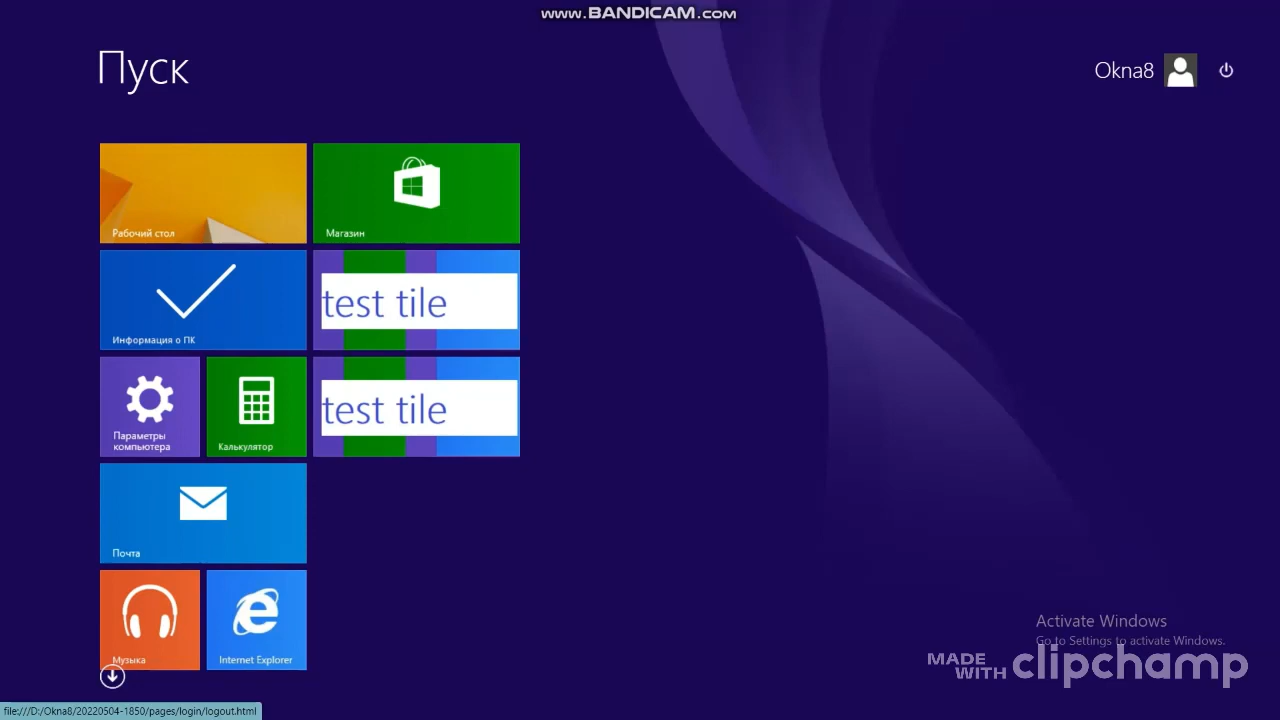 www.BANDICAM.com
Пуск
Okna8
Рабочий стол
Магазин
Информация о ПК
test tile
Параметры
компьютера
Калькулятор
test tile
Почта
Музыка
Internet Explorer
Activate Windows
Go to Settings to activate Windows.
MADE
WITH clipchamp
file:///D:/Okna8/20220504-1850/pages/login/logout.html